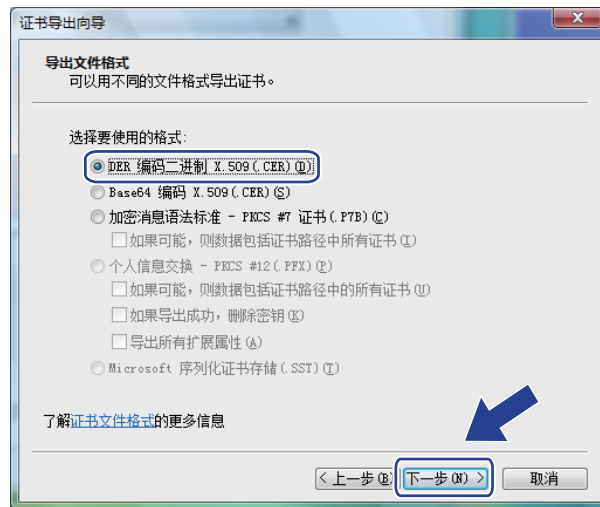 证书导出向导
导出文件格式
可以用不同的文件格式导出证书。
选择要使用的格式:
DER 编码二进制 X.509(.CER)(D)
Base64 编码 X.509(.CER)(S)
加密消息语法标准 - PKCS #7 证书(.P7B)(C)
如果可能，则数据包括证书路径中所有证书(I)
个人信息交换 - PKCS #12(.PFX)(P)
如果可能，则数据包括证书路径中的所有证书(U)
如果导出成功，删除密钥(K)
导出所有扩展属性(A)
Microsoft 序列化证书存储(.SST)(T)
了解证书文件格式的更多信息
< 上一步(B) 下一步(N) > 取消